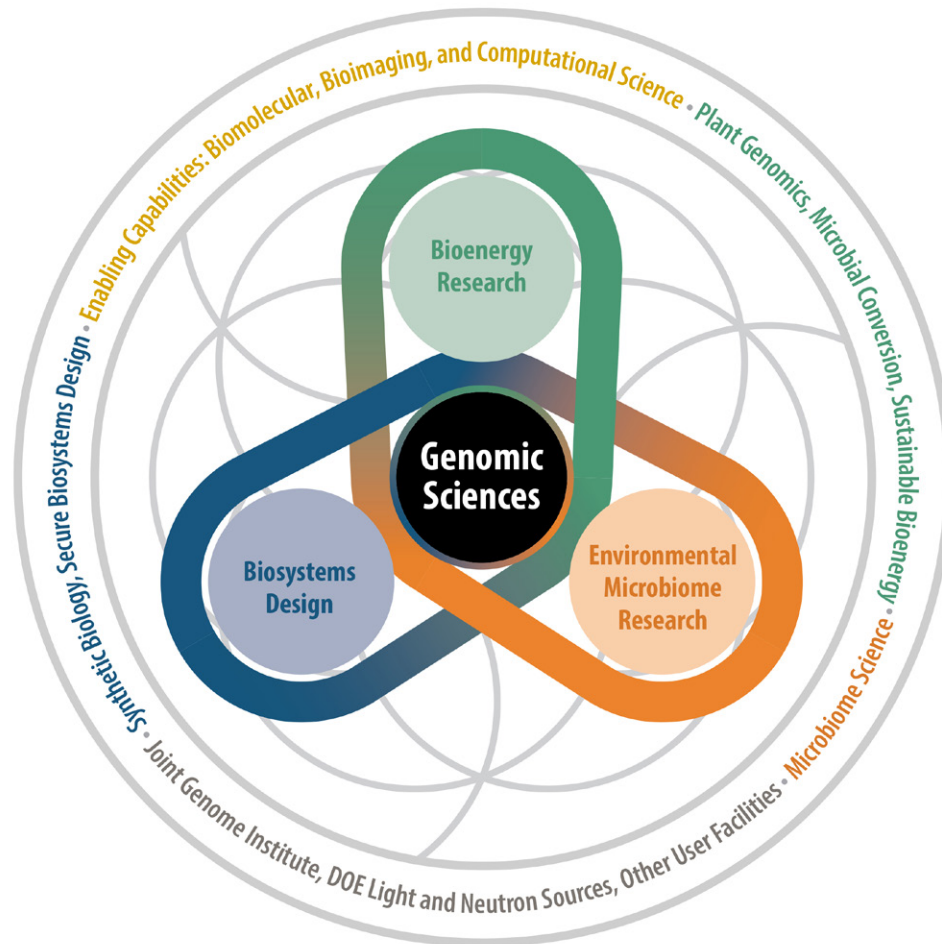 Enabling Capabilities: Biomolecular, Bioimaging, and Computational Science •
Plant Genomics, Microbial Conversion, Sustainable Bioenergy •
Microbiome Science •
Joint Genome Institute, DOE Light and Neutron Sources, Other User Facilities •
Synthetic Biology, Secure Biosystems Design •
Bioenergy
Research
Genomic
Sciences
Biosystems
Design
Environmental
Microbiome
Research